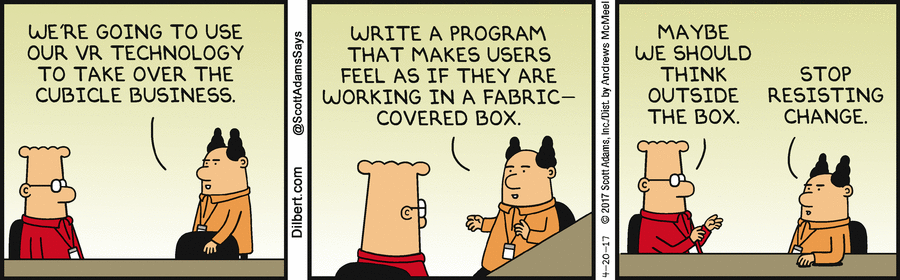 WE'RE GOING TO USE
OUR VR TECHNOLOGY
TO TAKE OVER THE
CUBICLE BUSINESS.
Dilbert.com @ScottAdamsSays
WRITE A PROGRAM
THAT MAKES USERS
FEEL AS IF THEY ARE
WORKING IN A FABRIC-
COVERED BOX.
4-20-17 © 2017 Scott Adams, Inc./Dist. by Andrews McMeel
MAYBE
WE SHOULD
THINK
OUTSIDE
THE BOX.
STOP
RESISTING
CHANGE.